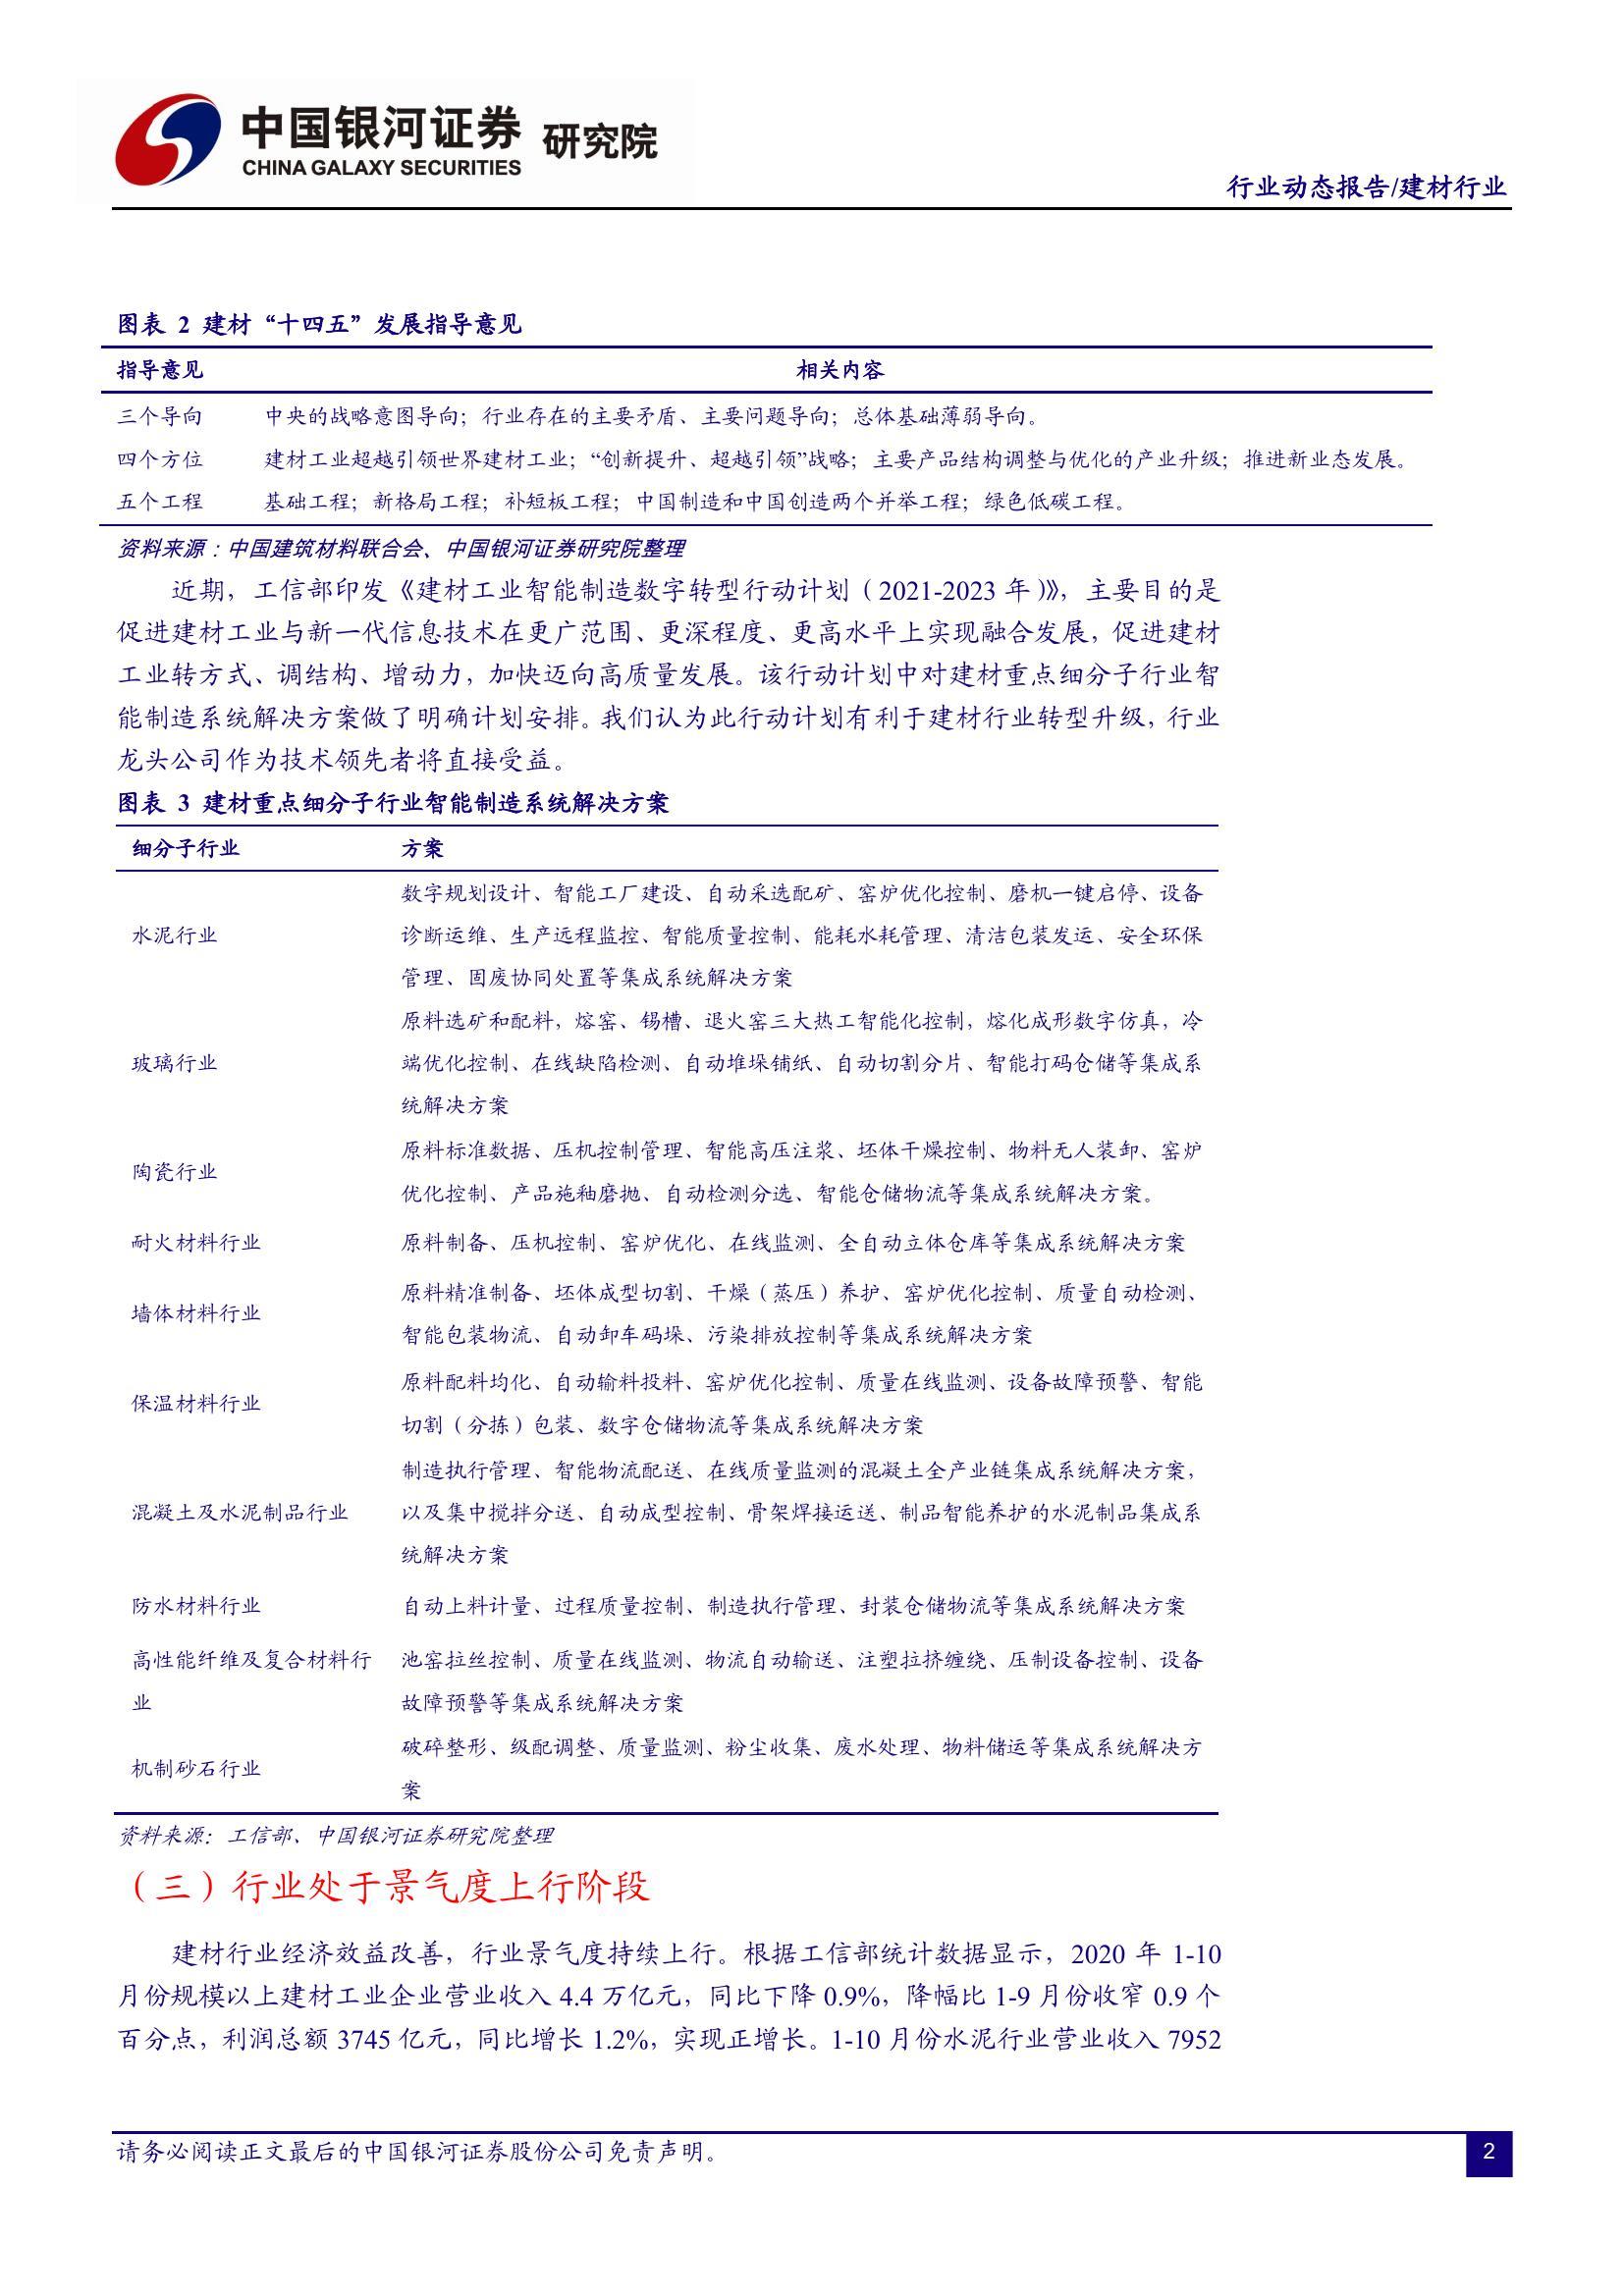 中国银河证券 研究院
CHINA GALAXY SECURITIES
行业动态报告/建材行业
图表 2 建材“十四五”发展指导意见
指导意见 相关内容
三个导向 中央的战略意图导向；行业存在的主要矛盾、主要问题导向；总体基础薄弱导向。
四个方位 建材工业超越引领世界建材工业；“创新提升、超越引领”战略；主要产品结构调整与优化的产业升级；推进新业态发展。
五个工程 基础工程；新格局工程；补短板工程；中国制造和中国创造两个并举工程；绿色低碳工程。
资料来源：中国建筑材料联合会、中国银河证券研究院整理
近期，工信部印发《建材工业智能制造数字转型行动计划（2021-2023 年）》，主要目的是
促进建材工业与新一代信息技术在更广范围、更深程度、更高水平上实现融合发展，促进建材
工业转方式、调结构、增动力，加快迈向高质量发展。该行动计划中对建材重点细分子行业智
能制造系统解决方案做了明确计划安排。我们认为此行动计划有利于建材行业转型升级，行业
龙头公司作为技术领先者将直接受益。
图表 3 建材重点细分子行业智能制造系统解决方案
细分子行业 方案
数字规划设计、智能工厂建设、自动采选配矿、窑炉优化控制、磨机一键启停、设备
水泥行业 诊断运维、生产远程监控、智能质量控制、能耗水耗管理、清洁包装发运、安全环保
管理、固废协同处置等集成系统解决方案
原料选矿和配料，熔窑、锡槽、退火窑三大热工智能化控制，熔化成形数字仿真，冷
玻璃行业 端优化控制、在线缺陷检测、自动堆垛铺纸、自动切割分片、智能打码仓储等集成系
统解决方案
陶瓷行业 原料标准数据、压机控制管理、智能高压注浆、坯体干燥控制、物料无人装卸、窑炉
优化控制、产品施釉磨抛、自动检测分选、智能仓储物流等集成系统解决方案。
耐火材料行业 原料制备、压机控制、窑炉优化、在线监测、全自动立体仓库等集成系统解决方案
墙体材料行业 原料精准制备、坯体成型切割、干燥（蒸压）养护、窑炉优化控制、质量自动检测、
智能包装物流、自动卸车码垛、污染排放控制等集成系统解决方案
保温材料行业 原料配料均化、自动输料投料、窑炉优化控制、质量在线监测、设备故障预警、智能
切割（分拣）包装、数字仓储物流等集成系统解决方案
制造执行管理、智能物流配送、在线质量监测的混凝土全产业链集成系统解决方案，
混凝土及水泥制品行业 以及集中搅拌分送、自动成型控制、骨架焊接运送、制品智能养护的水泥制品集成系
统解决方案
防水材料行业 自动上料计量、过程质量控制、制造执行管理、封装仓储物流等集成系统解决方案
高性能纤维及复合材料行 池窑拉丝控制、质量在线监测、物流自动输送、注塑拉挤缠绕、压制设备控制、设备
业 故障预警等集成系统解决方案
机制砂石行业 破碎整形、级配调整、质量监测、粉尘收集、废水处理、物料储运等集成系统解决方
案
资料来源：工信部、中国银河证券研究院整理
（三）行业处于景气度上行阶段
建材行业经济效益改善，行业景气度持续上行。根据工信部统计数据显示，2020 年 1-10
月份规模以上建材工业企业营业收入 4.4 万亿元，同比下降 0.9%，降幅比 1-9 月份收窄 0.9 个
百分点，利润总额 3745 亿元，同比增长 1.2%，实现正增长。1-10 月份水泥行业营业收入 7952
请务必阅读正文最后的中国银河证券股份公司免责声明。
2